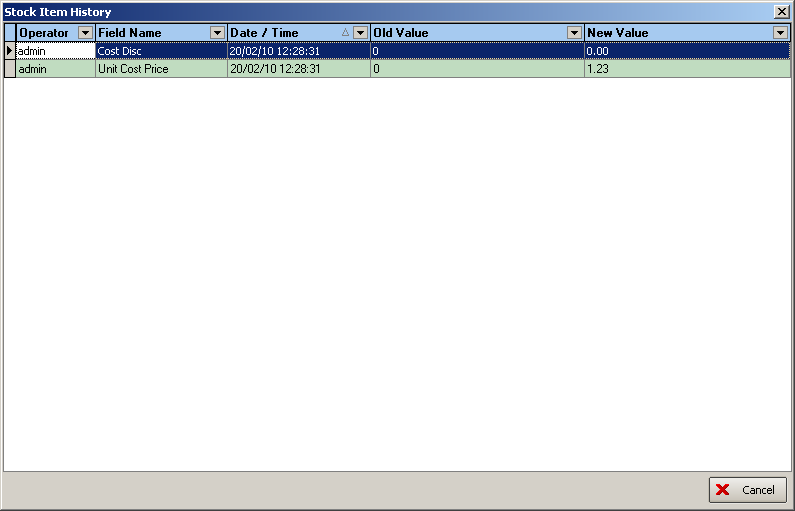 Stock Item History
Operator Field Name Date / Time Old Value New Value
admin Cost Disc 20/02/10 12:28:31 0 0.00
admin Unit Cost Price 20/02/10 12:28:31 0 1.23
Cancel